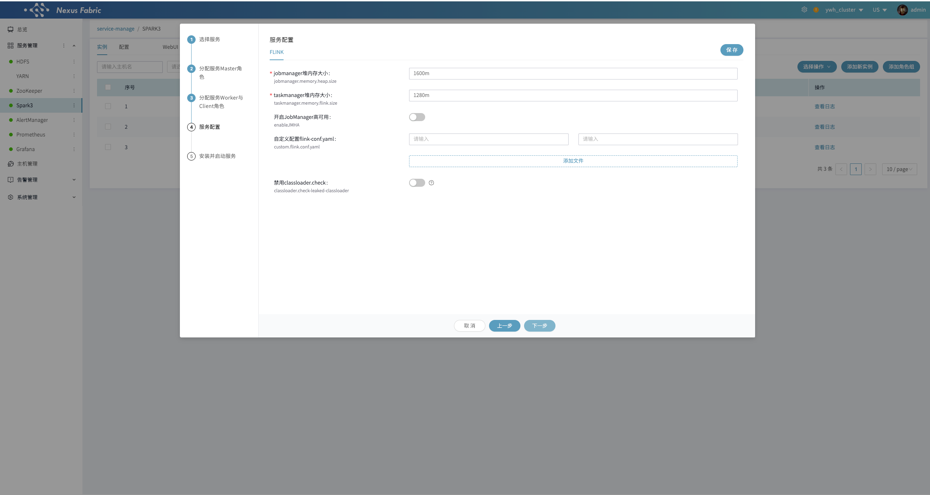 Nexus Fabric
ywk_cluster
US
admin
总览
服务管理
HDFS
YARN
ZooKeeper
Spark3
AlertManager
Prometheus
Grafana
主机管理
告警管理
系统管理
service-manage / SPARK3
实例
配置
WebUI
请输入主机名
选择操作
添加新实例
添加角色组
序号
操作
1
查看日志
2
查看日志
3
查看日志
共 3 条
1
10 / page
1 选择服务
2 分配服务Master角
色
3 分配服务Worker与
Client角色
4 服务配置
5 安装并启动服务
服务配置
FLINK
保 存
* jobmanager堆内存大小:
jobmanager.memory.heap.size
1600m
* taskmanager堆内存大小:
taskmanager.memory.flink.size
1280m
开启JobManager高可用:
自定义配置flink-conf.yaml:
custom.flink.conf.yaml
请输入
请输入
添加文件
禁用classloader.check:
classloader.check-leaked-classloader
取 消
上一步
下一步